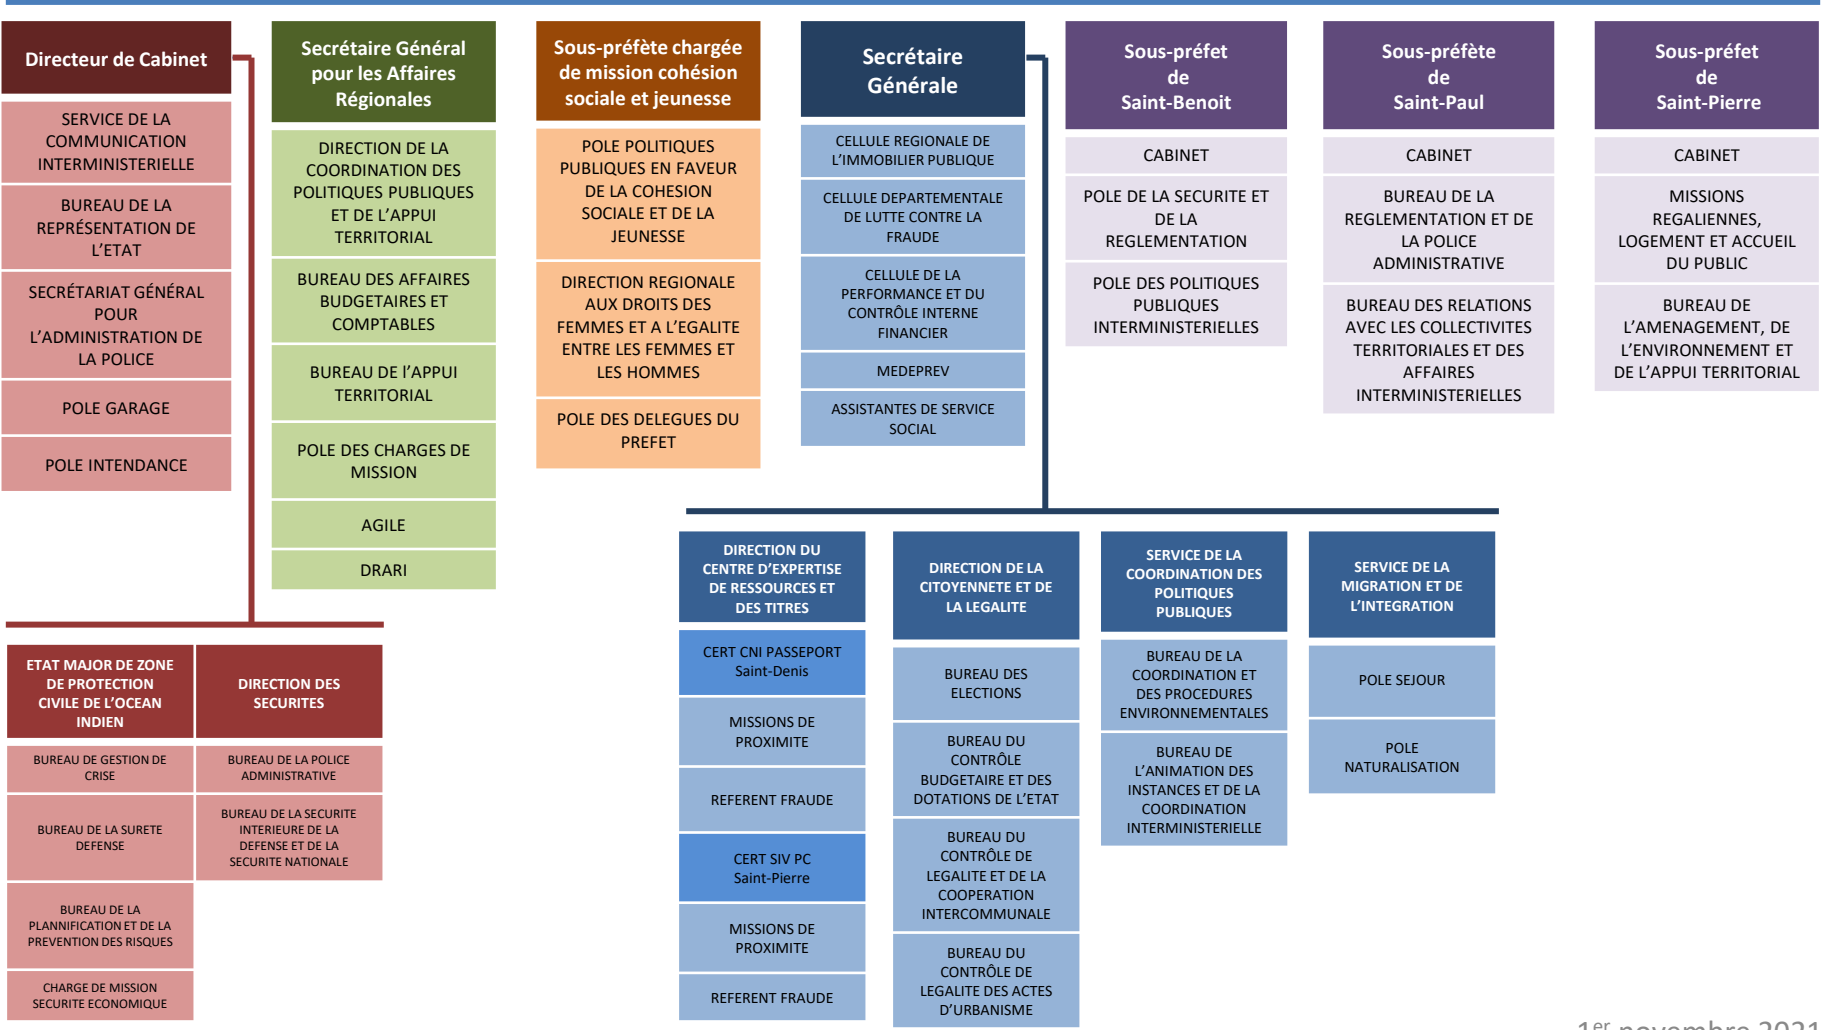 Directeur de Cabinet
SERVICE DE LA
COMMUNICATION
INTERMINISTERIELLE
BUREAU DE LA
REPRÉSENTATION DE
L’ETAT
SECRÉTARIAT GÉNÉRAL
POUR
L’ADMINISTRATION DE
LA POLICE
POLE GARAGE
POLE INTENDANCE
Secrétaire Général
pour les Affaires
Régionales
DIRECTION DE LA
COORDINATION DES
POLITIQUES PUBLIQUES
ET DE L’APPUI
TERRITORIAL
BUREAU DES AFFAIRES
BUDGETAIRES ET
COMPTABLES
BUREAU DE l’APPUI
TERRITORIAL
POLE DES CHARGES DE
MISSION
AGILE
DRARI
Sous-préfète chargée
de mission cohésion
sociale et jeunesse
POLE POLITIQUES
PUBLIQUES EN FAVEUR
DE LA COHESION
SOCIALE ET DE LA
JEUNESSE
DIRECTION REGIONALE
AUX DROITS DES
FEMMES ET A L’EGALITE
ENTRE LES FEMMES ET
LES HOMMES
POLE DES DELEGUES DU
PREFET
Secrétaire
Générale
CELLULE REGIONALE DE
L’IMMOBILIER PUBLIQUE
CELLULE DEPARTEMENTALE
DE LUTTE CONTRE LA
FRAUDE
CELLULE DE LA
PERFORMANCE ET DU
CONTRÔLE INTERNE
FINANCIER
MEDEPREV
ASSISTANTES DE SERVICE
SOCIAL
Sous-préfet
de
Saint-Benoit
CABINET
POLE DE LA SECURITE ET
DE LA
REGLEMENTATION
POLE DES POLITIQUES
PUBLIQUES
INTERMINISTERIELLES
Sous-préfète
de
Saint-Paul
CABINET
BUREAU DE LA
REGLEMENTATION ET DE
LA POLICE
ADMINISTRATIVE
BUREAU DES RELATIONS
AVEC LES COLLECTIVITES
TERRITORIALES ET DES
AFFAIRES
INTERMINISTERIELLES
Sous-préfet
de
Saint-Pierre
CABINET
MISSIONS
REGALIENNES,
LOGEMENT ET ACCUEIL
DU PUBLIC
BUREAU DE
L’AMENAGEMENT, DE
L’ENVIRONNEMENT ET
DE L’APPUI TERRITORIAL
ETAT MAJOR DE ZONE
DE PROTECTION
CIVILE DE L’OCEAN
INDIEN
BUREAU DE GESTION DE
CRISE
BUREAU DE LA SURETE
DEFENSE
BUREAU DE LA
PLANNIFICATION ET DE LA
PREVENTION DES RISQUES
CHARGE DE MISSION
SECURITE ECONOMIQUE
DIRECTION DES
SECURITES
BUREAU DE LA POLICE
ADMINISTRATIVE
BUREAU DE LA SECURITE
INTERIEURE DE LA
DEFENSE ET DE LA
SECURITE NATIONALE
DIRECTION DU
CENTRE D’EXPERTISE
DE RESSOURCES ET
DES TITRES
CERT CNI PASSEPORT
Saint-Denis
MISSIONS DE
PROXIMITE
REFERENT FRAUDE
CERT SIV PC
Saint-Pierre
MISSIONS DE
PROXIMITE
REFERENT FRAUDE
DIRECTION DE LA
CITOYENNETE ET DE
LA LEGALITE
BUREAU DES
ELECTIONS
BUREAU DU
CONTRÔLE
BUDGETAIRE ET DES
DOTATIONS DE L’ETAT
BUREAU DU
CONTRÔLE DE
LEGALITE ET DE LA
COOPERATION
INTERCOMMUNALE
BUREAU DU
CONTRÔLE DE
LEGALITE DES ACTES
D’URBANISME
SERVICE DE LA
COORDINATION DES
POLITIQUES
PUBLIQUES
BUREAU DE LA
COORDINATION ET
DES PROCEDURES
ENVIRONNEMENTALES
BUREAU DE
L’ANIMATION DES
INSTANCES ET DE LA
COORDINATION
INTERMINISTERIELLE
SERVICE DE LA
MIGRATION ET DE
L’INTEGRATION
POLE SEJOUR
POLE
NATURALISATION
1er novembre 2021